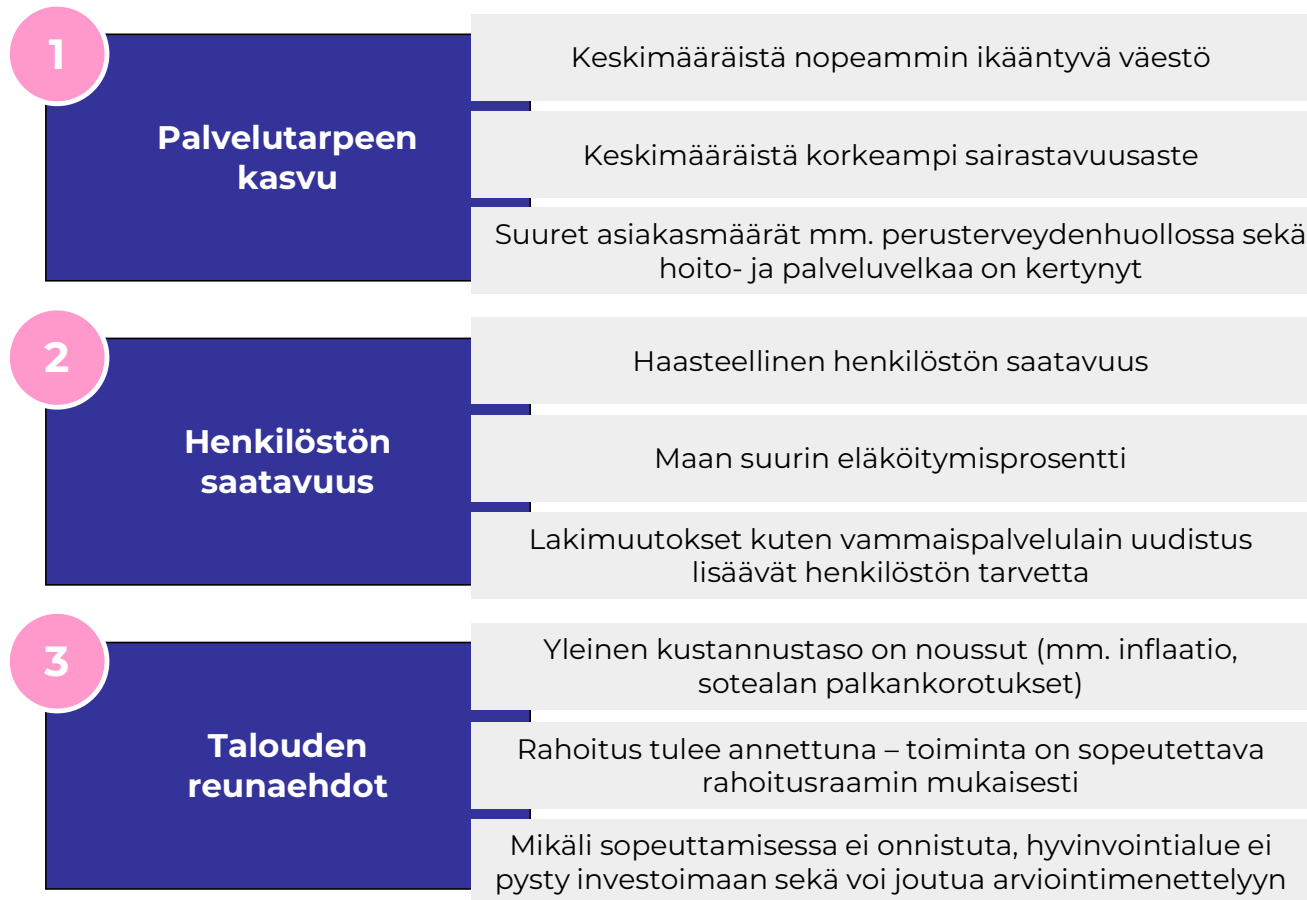 1
Palvelutarpeen
kasvu
Keskimääräistä nopeammin ikääntyvä väestö
Keskimääräistä korkeampi sairastavuusaste
Suuret asiakasmäärät mm. perusterveydenhuollossa sekä
hoito- ja palveluvelkaa on kertynyt
2
Henkilöstön
saatavuus
Haasteellinen henkilöstön saatavuus
Maan suurin eläköitymisprosentti
Lakimuutokset kuten vammaispalvelulain uudistus
lisäävät henkilöstön tarvetta
3
Talouden
reunaehdot
Yleinen kustannustaso on noussut (mm. inflaatio,
sotealan palkankorotukset)
Rahoitus tulee annettuna – toiminta on sopeutettava
rahoitusraamin mukaisesti
Mikäli sopeuttamisessa ei onnistuta, hyvinvointialue ei
pysty investoimaan sekä voi joutua arviointimenettelyyn